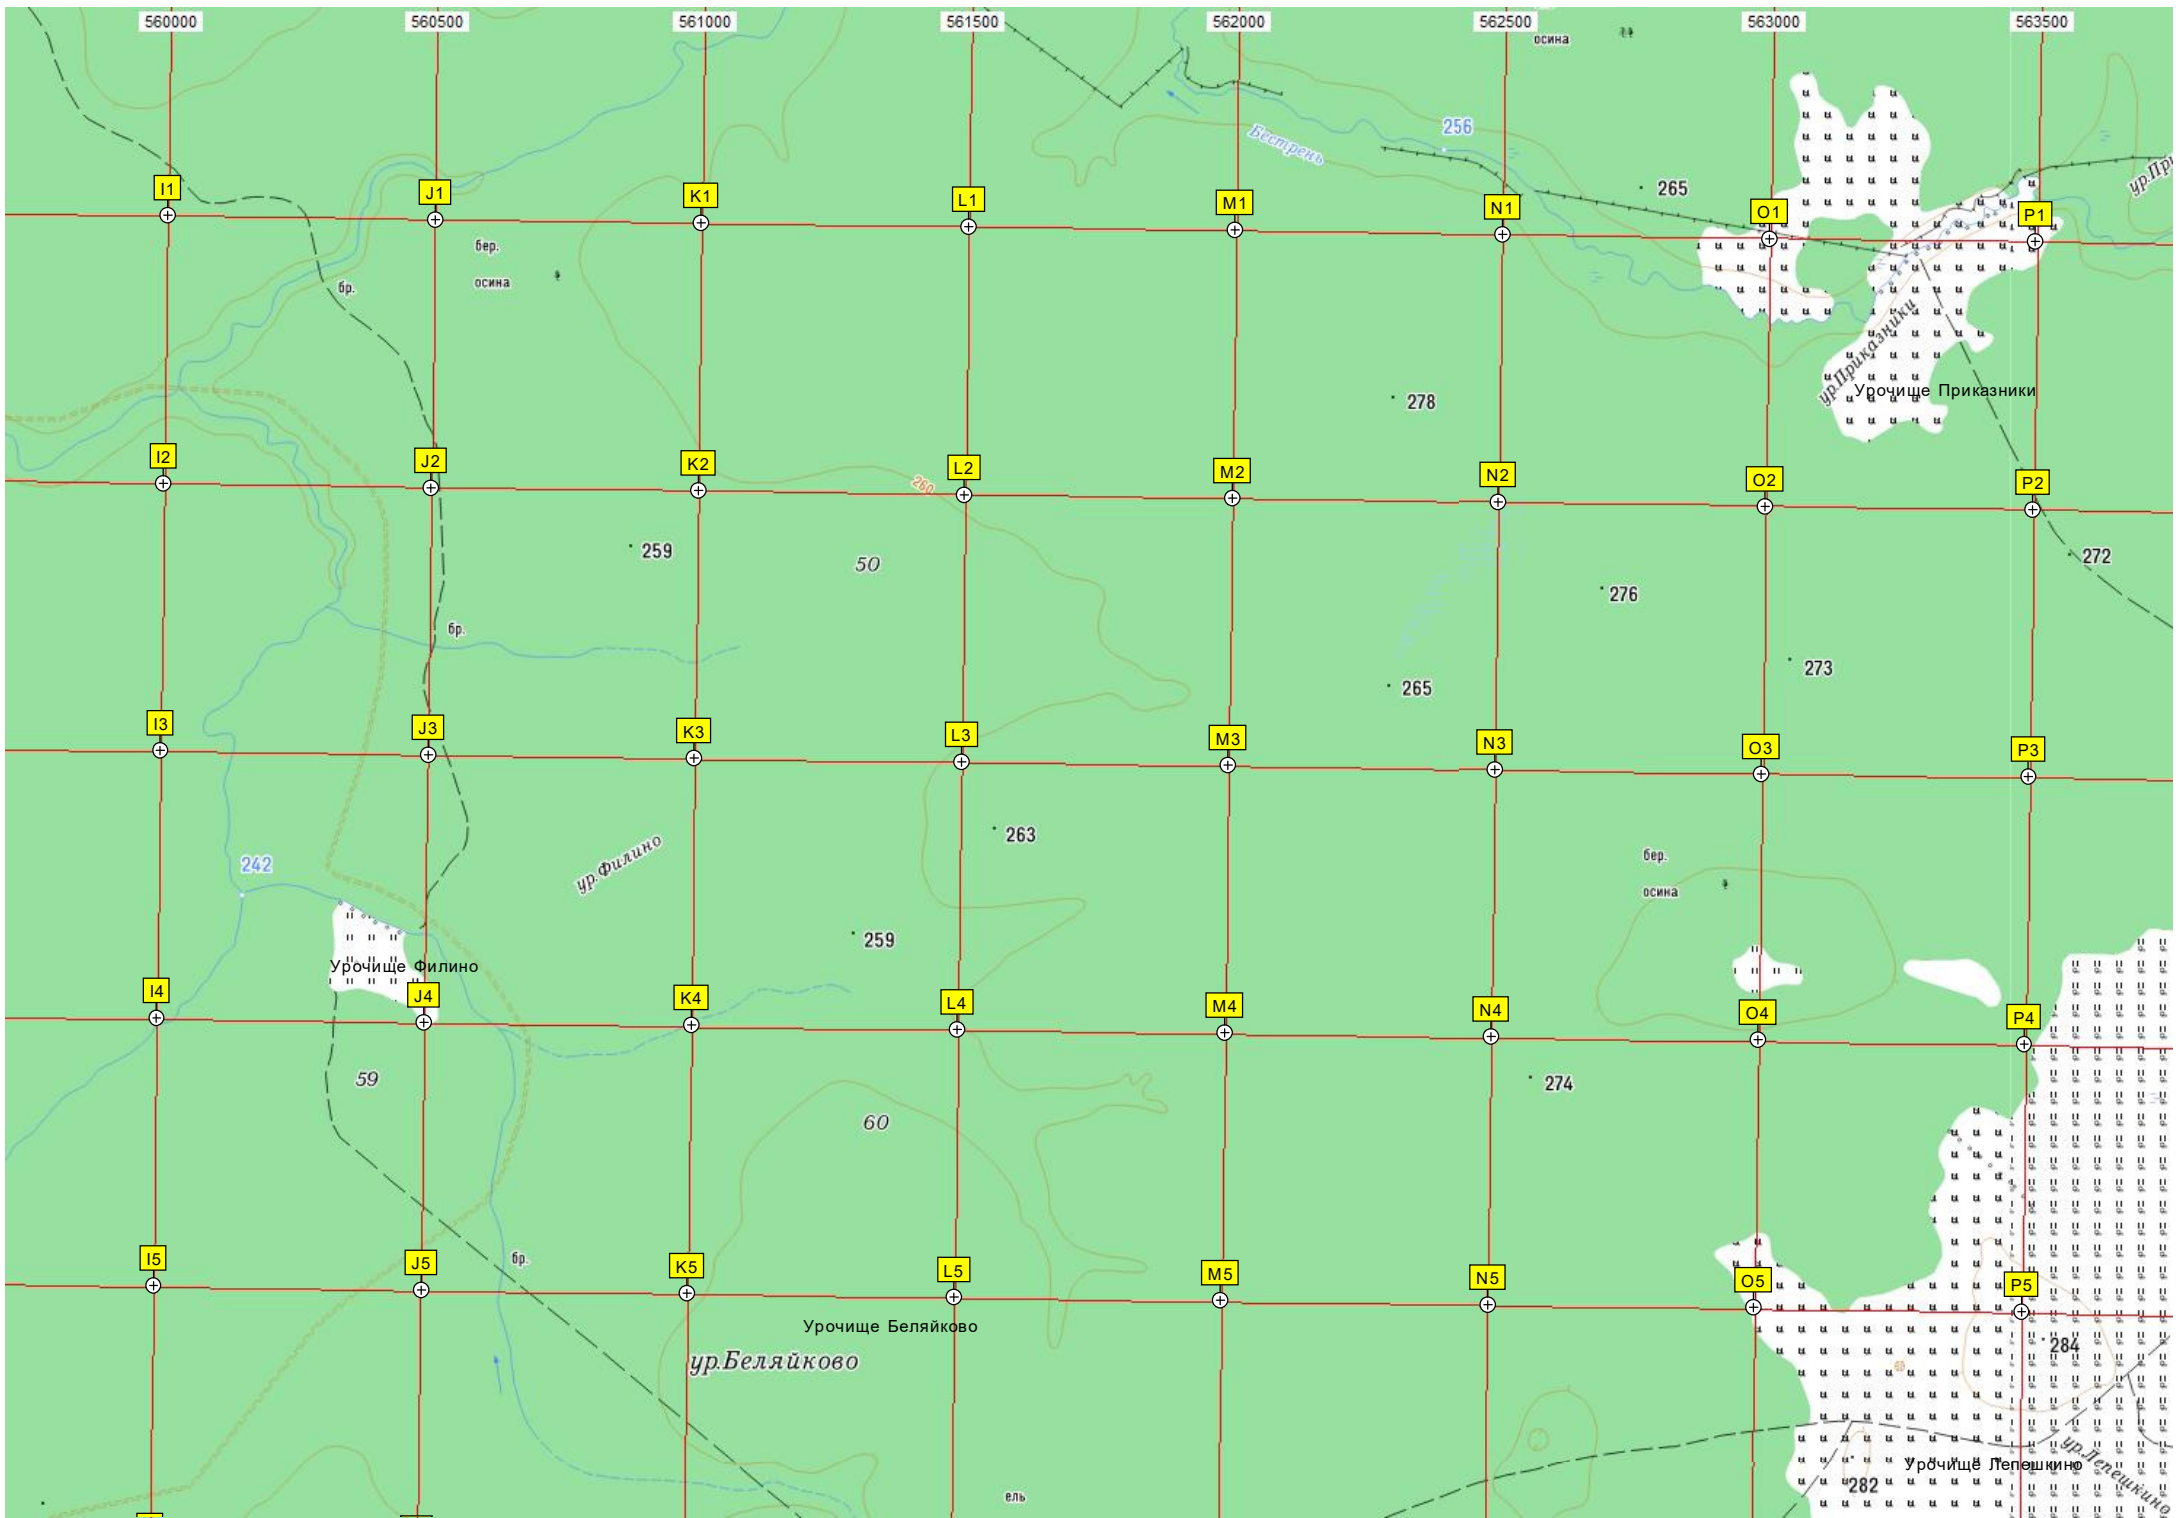 560000 560500 561000 561500 562000 562500 563000 563500
осина
256
Бестрень
265
I1 J1 K1 L1 M1 N1 O1 P1
бер.
осина
бр.
ур.Приказники
Урочище Приказники
278
I2 J2 K2 L2 M2 N2 O2 P2
260
259
50
272
276
бр.
273
265
I3 J3 K3 L3 M3 N3 O3 P3
263
ур.Филино
242
бер.
осина
259
Урочище Филино
I4 J4 K4 L4 M4 N4 O4 P4
59
274
60
I5 J5 K5 L5 M5 N5 O5 P5
бр.
Урочище Беляйково
284
ур.Беляйково
ур.Лепешкино
Урочище Лепешкино
282
ель